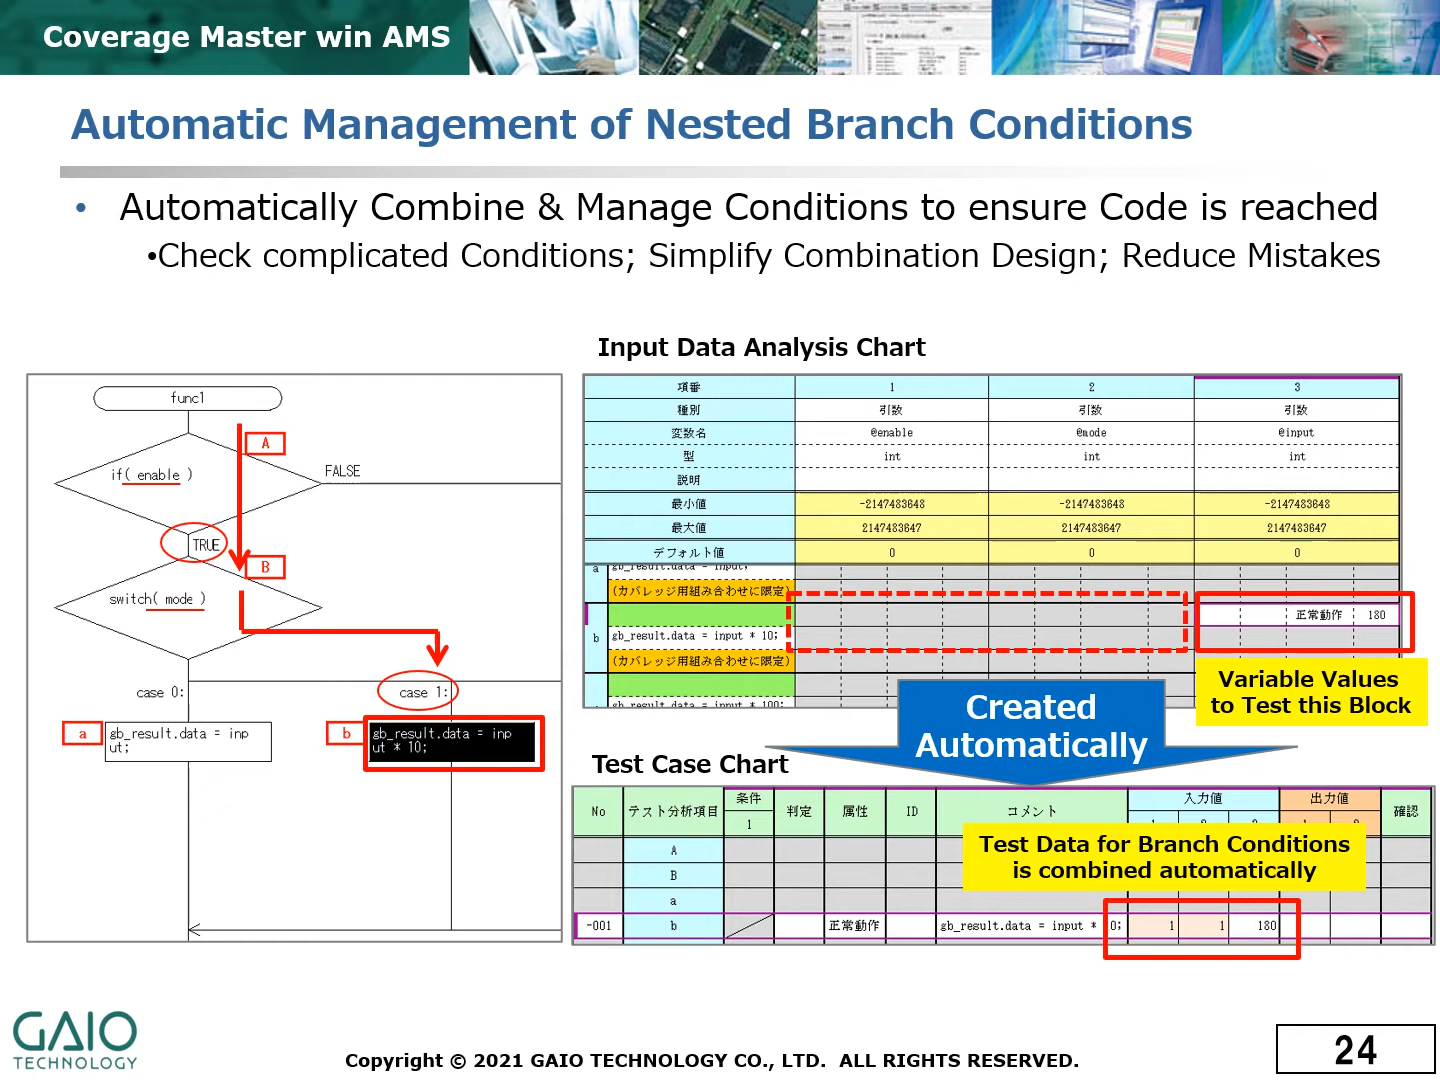 Coverage Master win AMS
Automatic Management of Nested Branch Conditions
• Automatically Combine & Manage Conditions to ensure Code is reached
•Check complicated Conditions; Simplify Combination Design; Reduce Mistakes
func1
A
if( enable )
FALSE
TRUE
B
switch( mode )
case 0:
case 1:
a
gb_result.data = inp
ut;
b
gb_result.data = inp
ut * 10;
Input Data Analysis Chart
項番 1 2 3
種別 引数 引数 引数
変数名 @enable @mode @input
型 int int int
説明
最小値 -2147483648 -2147483648 -2147483648
最大値 2147483647 2147483647 2147483647
デフォルト値 0 0 0
a gb_result.data = input;
(カバレッジ用組み合わせに限定)
正常動作 180
b gb_result.data = input * 10;
(カバレッジ用組み合わせに限定)
gb_result.data = input * 100;
Variable Values
to Test this Block
Created
Automatically
Test Case Chart
No テスト分析項目 条件 判定 属性 ID コメント 入力値 出力値 確認
1
Test Data for Branch Conditions
is combined automatically
A
B
a
-001 b 正常動作 gb_result.data = input * 0; 1 1 180
GAIO
TECHNOLOGY
Copyright © 2021 GAIO TECHNOLOGY CO., LTD. ALL RIGHTS RESERVED.
24